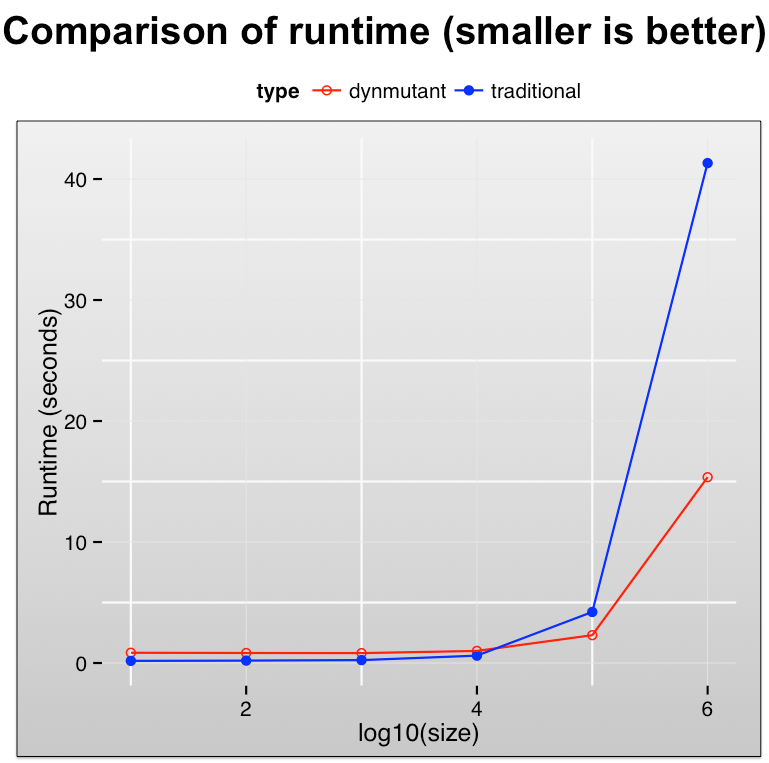 Comparison of runtime (smaller is better)
type dynmutant traditional
40
30
20
10
0
Runtime (seconds)
2 4 6
log10(size)